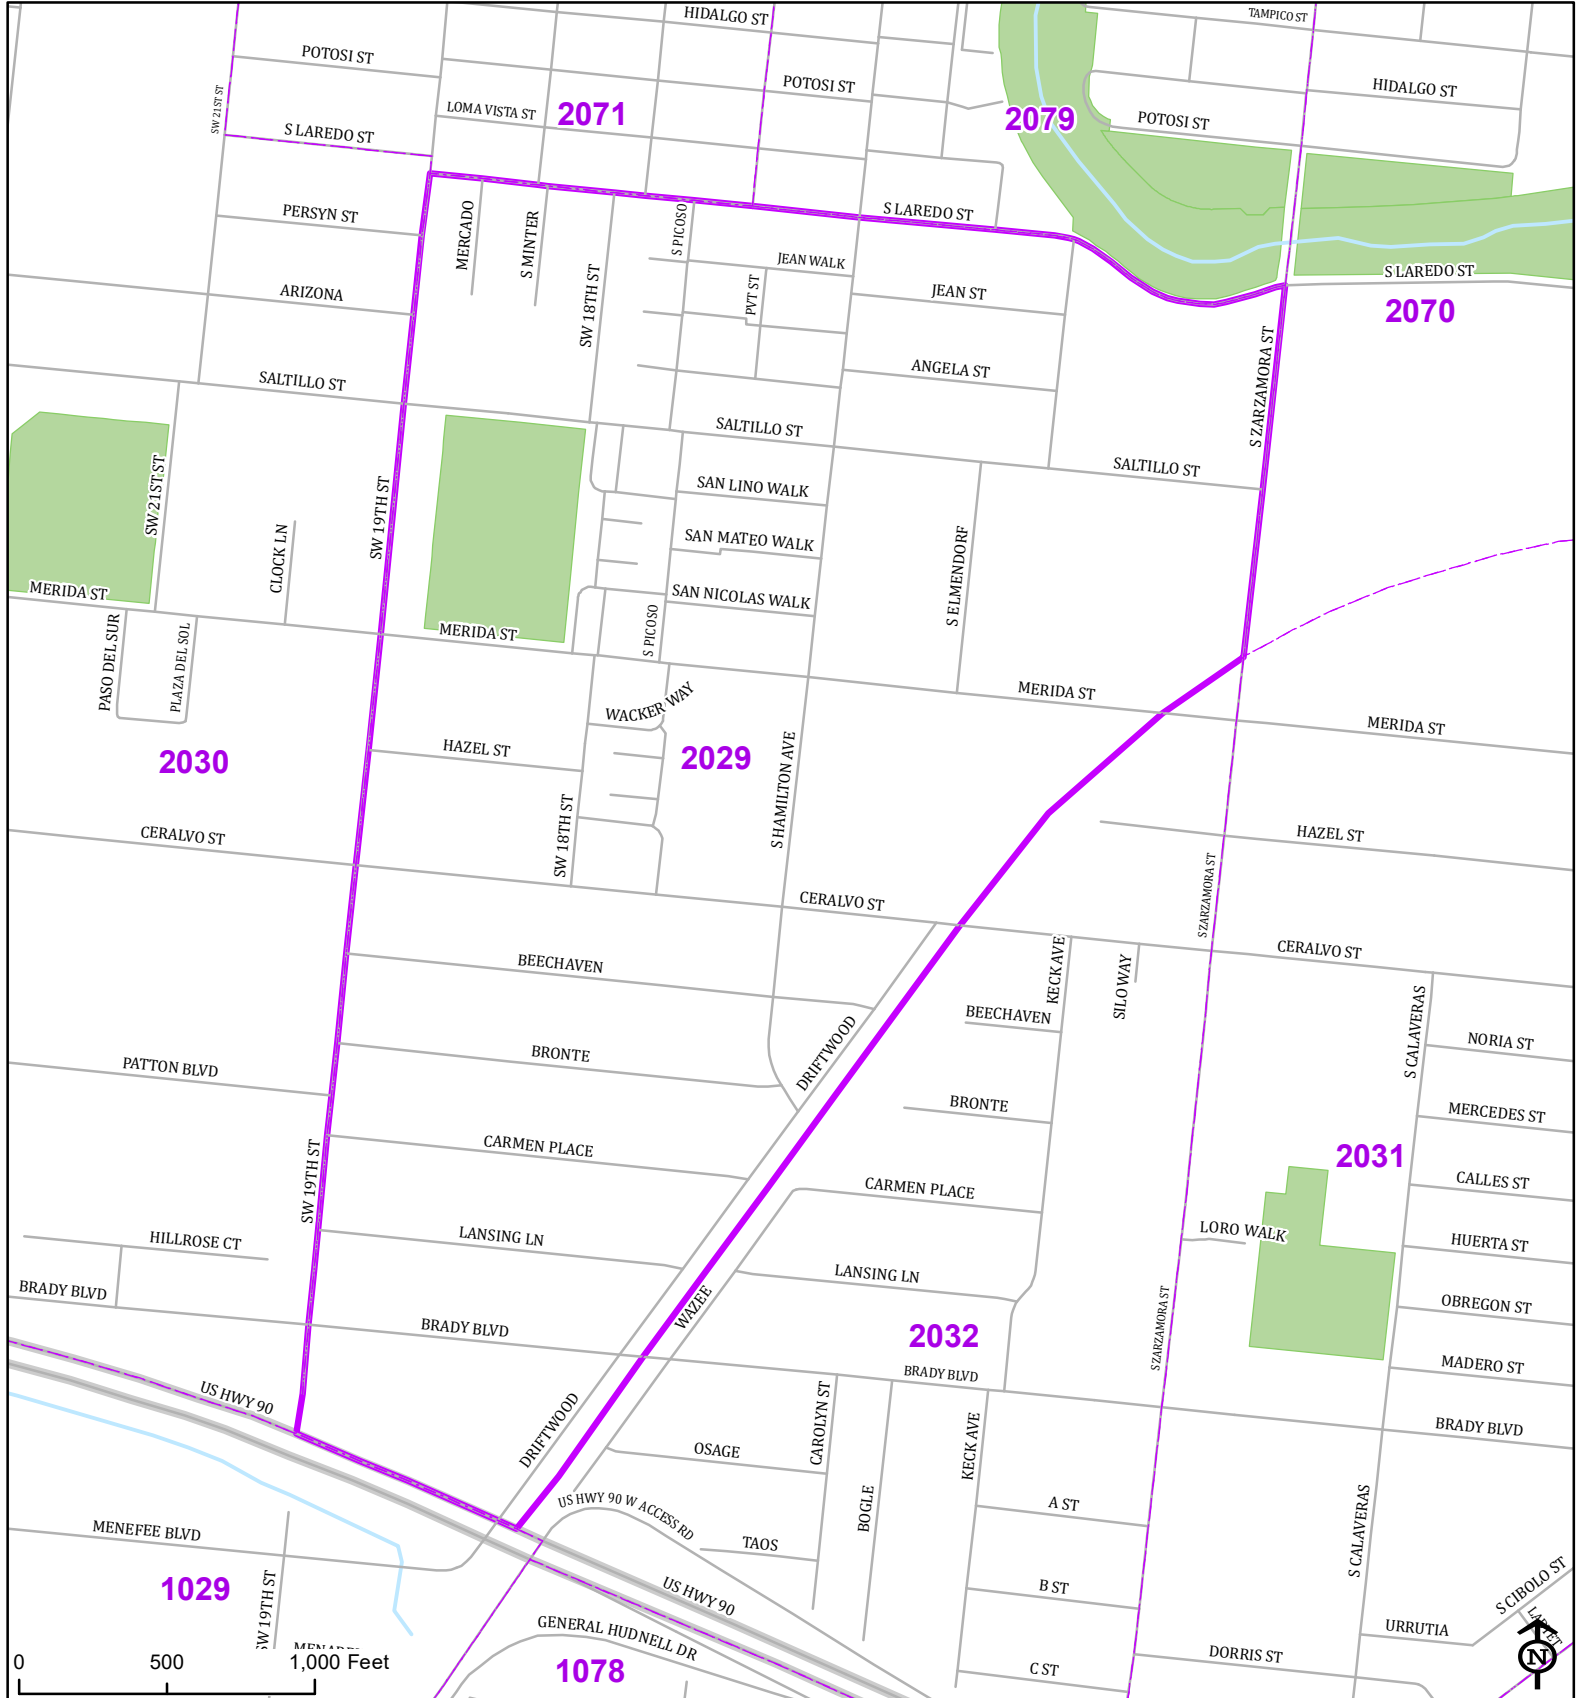 HIDALGO ST
TAMPICO ST
POTOSI ST
POTOSI ST
HIDALGO ST
SW 21ST ST
LOMA VISTA ST
2071
2079
POTOSI ST
S LAREDO ST
PERSYN ST
MERCADO
S MINTER
S PICOSO
S LAREDO ST
JEAN WALK
S LAREDO ST
ARIZONA
SW 18TH ST
PVT ST
JEAN ST
2070
SALTILLO ST
ANGELA ST
S ZARZAMORA ST
SALTILLO ST
SALTILLO ST
SW 21ST ST
SW 19TH ST
SAN LINO WALK
CLOCK LN
SAN MATEO WALK
S ELMENDORF
MERIDA ST
SAN NICOLAS WALK
MERIDA ST
S PICOSO
PASO DEL SUR
PLAZA DEL SOL
MERIDA ST
WACKER WAY
MERIDA ST
2030
HAZEL ST
2029
S HAMILTON AVE
CERALVO ST
SW 18TH ST
HAZEL ST
S ZARZAMORA ST
CERALVO ST
CERALVO ST
BEECHAVEN
KECK AVE
SILOWAY
BEECHAVEN
S CALAVERAS
NORIA ST
PATTON BLVD
BRONTE
DRIFTWOOD
BRONTE
MERCEDES ST
CARMEN PLACE
2031
SW 19TH ST
CARMEN PLACE
CALLES ST
HILLROSE CT
LANSING LN
LORO WALK
HUERTA ST
LANSING LN
BRADY BLVD
WAZEE
S ZARZAMORA ST
OBREGON ST
BRADY BLVD
2032
BRADY BLVD
MADERO ST
US HWY 90
DRIFTWOOD
CAROLYN ST
KECK AVE
BRADY BLVD
OSAGE
BOGLE
US HWY 90 W ACCESS RD
A ST
S CALAVERAS
MENEFEE BLVD
TAOS
1029
SW 19TH ST
US HWY 90
B ST
S CIBOLO ST
GENERAL HUDNELL DR
URRUTIA
0 500 1,000 Feet
1078
C ST
DORRIS ST
N